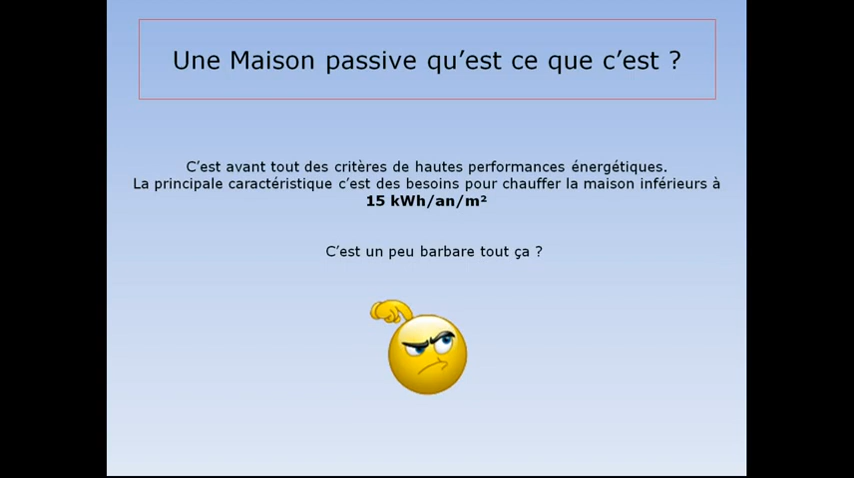 Une Maison passive qu’est ce que c’est ?
C’est avant tout des critères de hautes performances énergétiques.
La principale caractéristique c’est des besoins pour chauffer la maison inférieurs à
15 kWh/an/m²
C’est un peu barbare tout ça ?